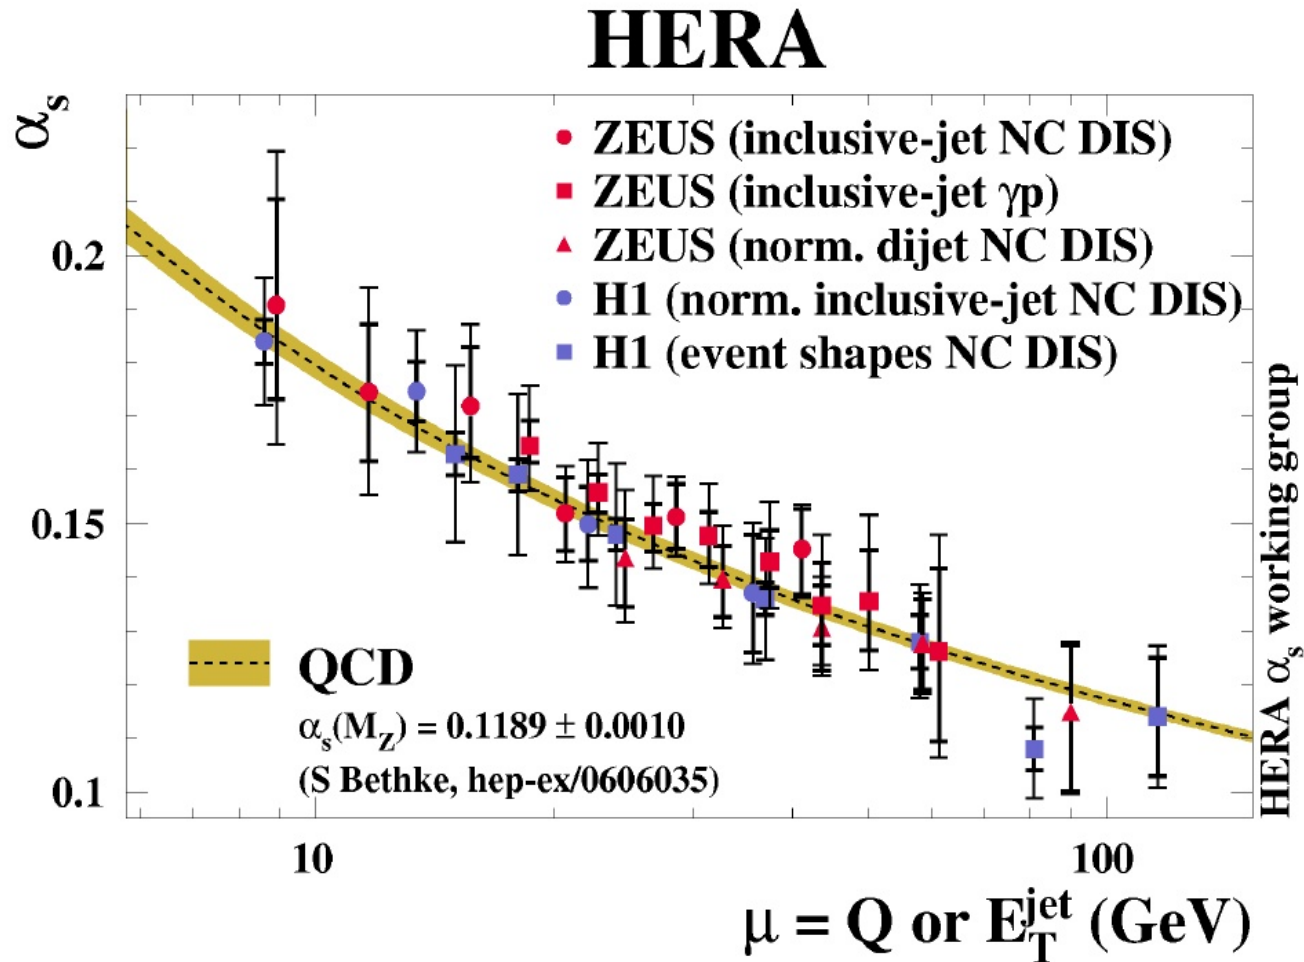 HERA
αs
ZEUS (inclusive-jet NC DIS)
ZEUS (inclusive-jet γp)
ZEUS (norm. dijet NC DIS)
H1 (norm. inclusive-jet NC DIS)
H1 (event shapes NC DIS)
0.2
0.15
0.1
QCD
αs(MZ) = 0.1189 ± 0.0010
(S Bethke, hep-ex/0606035)
HERA αs working group
10
100
μ = Q or ETjet (GeV)